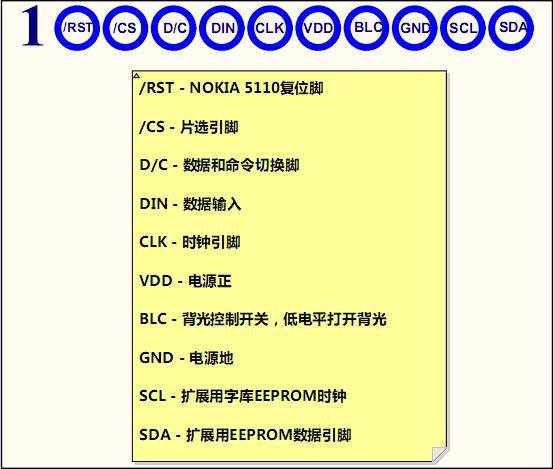 1 /RST /CS D/C DIN CLK VDD BLC GND SCL SDA
/RST - NOKIA 5110复位脚
/CS - 片选引脚
D/C - 数据和命令切换脚
DIN - 数据输入
CLK - 时钟引脚
VDD - 电源正
BLC - 背光控制开关，低电平打开背光
GND - 电源地
SCL - 扩展用字库EEPROM时钟
SDA - 扩展用EEPROM数据引脚